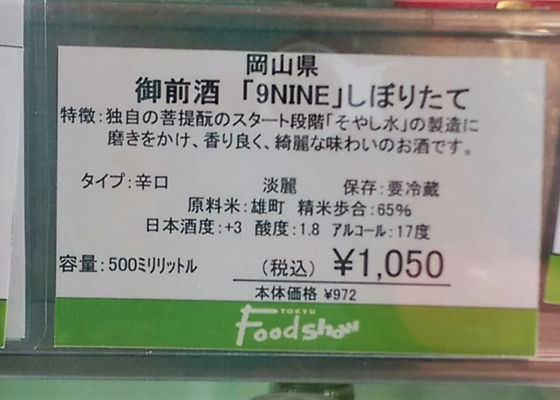 岡山県
御前酒 「9NINE」しぼりたて
特徴:独自の菩提酛のスタート段階「そやし水」の製造に
磨きをかけ、香り良く、綺麗な味わいのお酒です。
タイプ:辛口 淡麗 保存:要冷蔵
原料米:雄町 精米歩合:65%
日本酒度:+3 酸度:1.8 アルコール:17度
容量:500ミリリットル (税込) ¥1,050
本体価格 ¥972
TOKYU
Foodshow